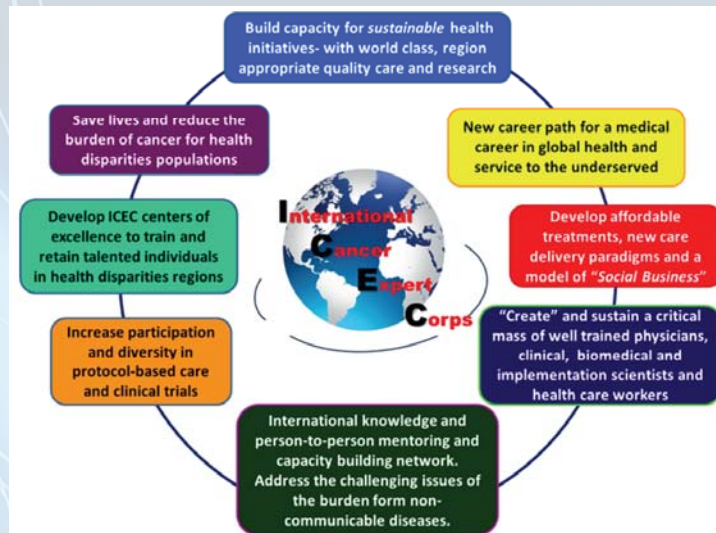 Build capacity for sustainable health
initiatives- with world class, region
appropriate quality care and research
Save lives and reduce the
burden of cancer for health
disparities populations
New career path for a medical
career in global health and
service to the underserved
International
Cancer
Expert
Corps
Develop ICEC centers of
excellence to train and
retain talented individuals
in health disparities regions
Develop affordable
treatments, new care
delivery paradigms and a
model of "Social Business"
Increase participation
and diversity in
protocol-based care
and clinical trials
“Create” and sustain a critical
mass of well trained physicians,
clinical, biomedical and
implementation scientists and
health care workers
International knowledge and
person-to-person mentoring and
capacity building network.
Address the challenging issues of
the burden form non-
communicable diseases.